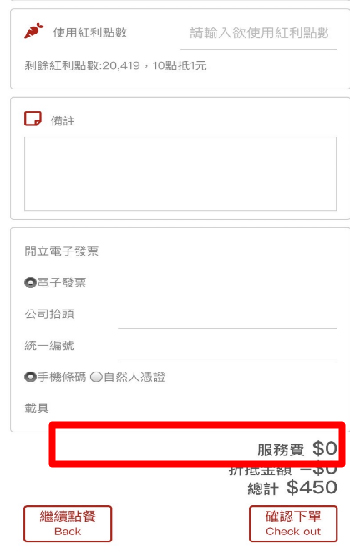 使用紅利點數 請輸入欲使用紅利點數
剩餘紅利點數:20,419，10點抵1元
備註
開立電子發票
電子發票
公司抬頭
統一編號
手機條碼 自然人憑證
載具
服務費 $0
折抵金額 -$0
總計 $450
繼續點餐 確認下單
Back Check out